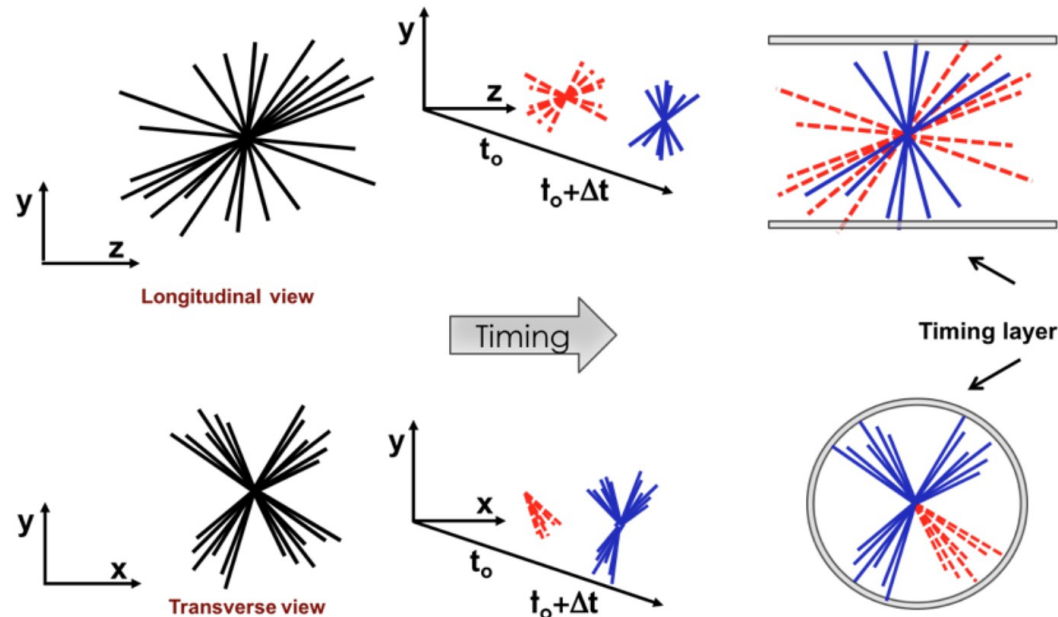 y
z
Longitudinal view
y
z
t₀
t₀+Δt
Timing
Timing layer
y
x
Transverse view
y
x
t₀
t₀+Δt